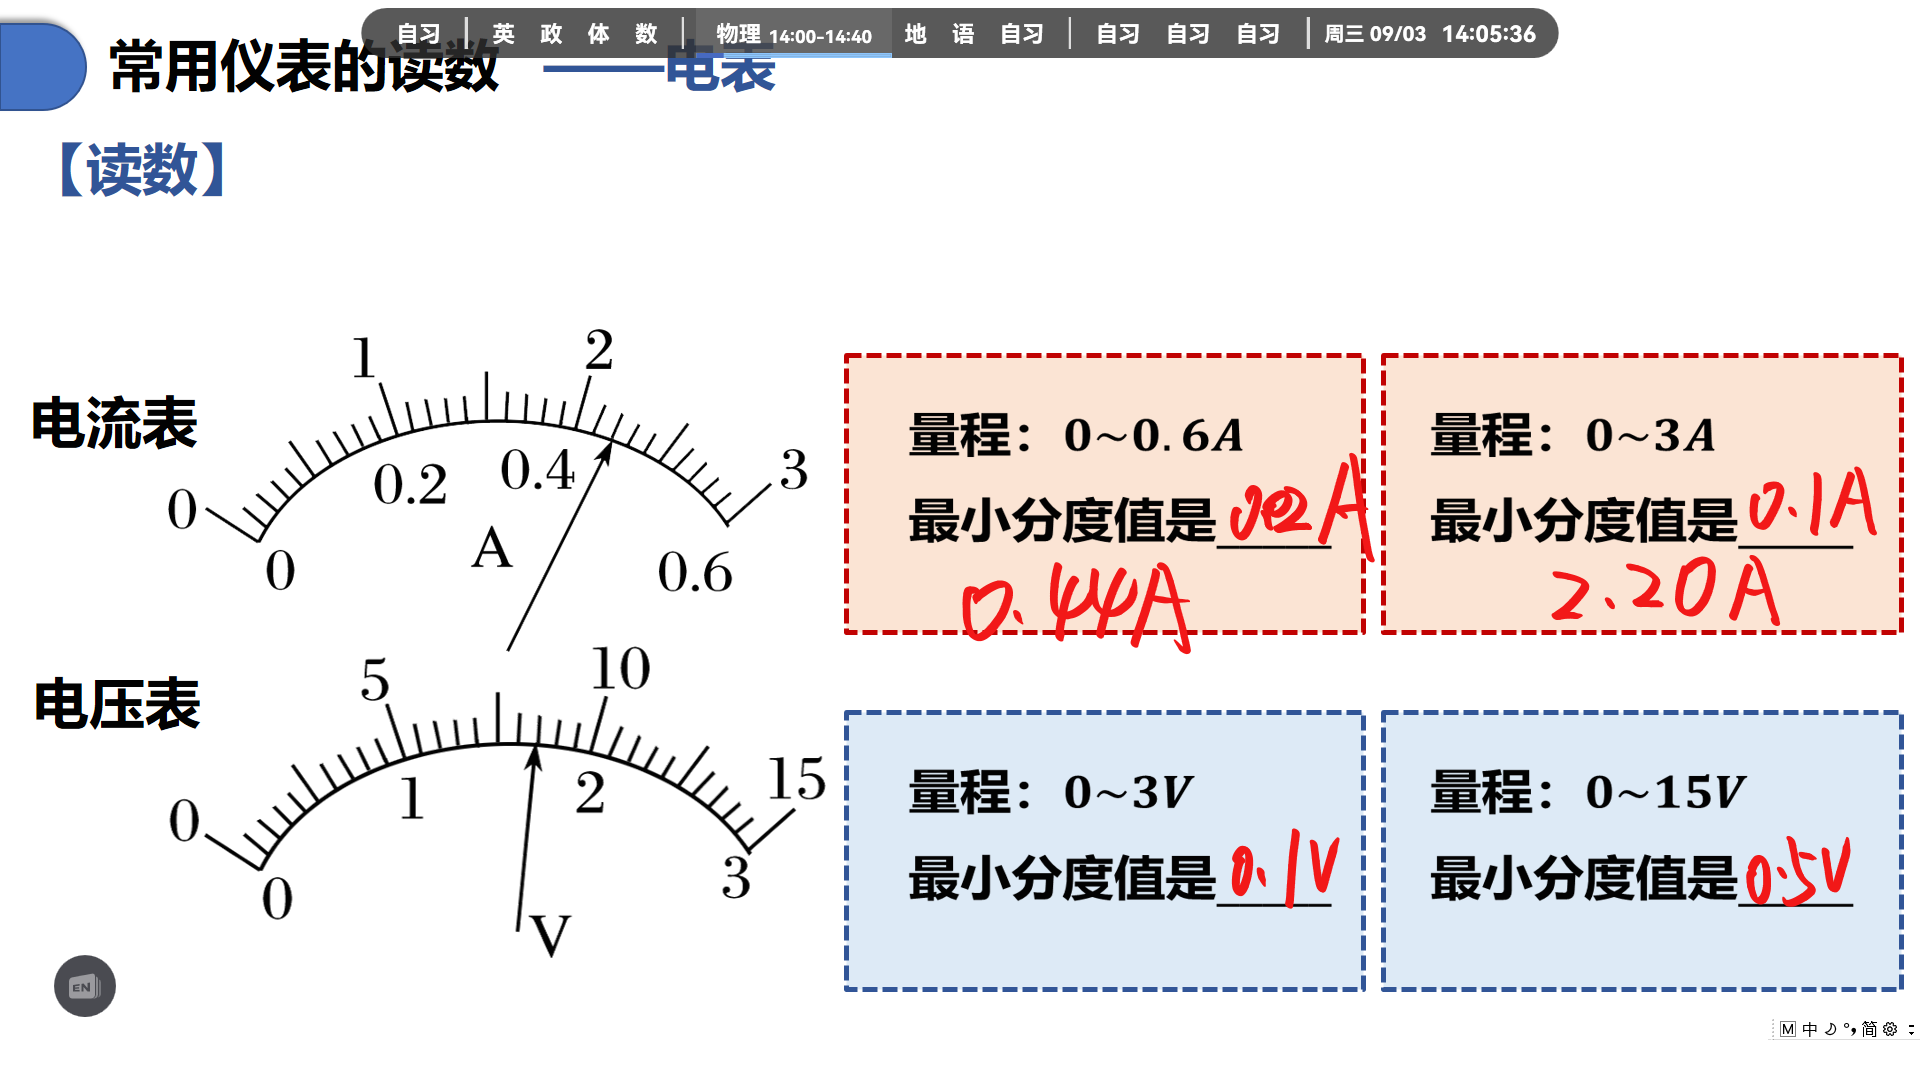 自习 | 英 政 体 数 | 物理 14:00-14:40 地 语 自习 | 自习 自习 自习 | 周三 09/03 14:05:36
常用仪表的读数 ——电表
【读数】
电流表
0 1 2 3
0 0.2 0.4 0.6
A
量程：0~0.6A
最小分度值是0.02A
0.44A
量程：0~3A
最小分度值是0.1A
2.20A
电压表
0 5 10 15
0 1 2 3
V
量程：0~3V
最小分度值是0.1V
量程：0~15V
最小分度值是0.5V
EN
M 中 简